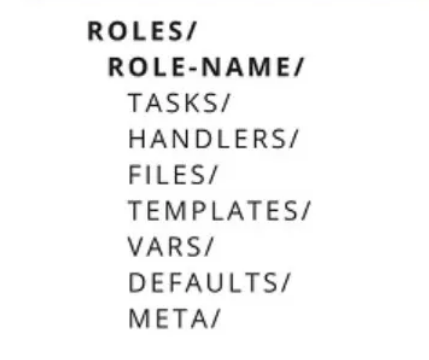 ROLES/
ROLE-NAME/
TASKS/
HANDLERS/
FILES/
TEMPLATES/
VARS/
DEFAULTS/
META/